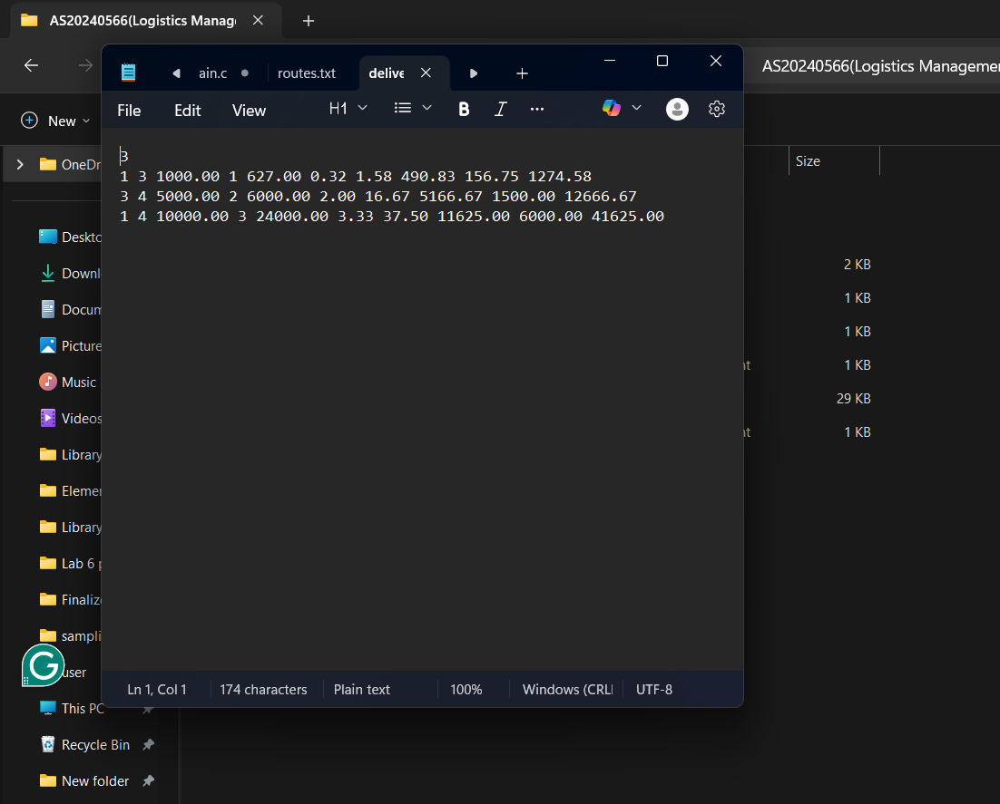 AS20240566(Logistics Manag
AS20240566(Logistics Manageme
ain.c
routes.txt
delive
File
Edit
View
H1
B
I
New
Size
OneDr
Deskto
Downl
Docum
Picture
Music
Videos
Library
Elemer
Library
Lab 6 p
Finalize
sampli
user
This PC
Recycle Bin
New folder
3
1 3 1000.00 1 627.00 0.32 1.58 490.83 156.75 1274.58
3 4 5000.00 2 6000.00 2.00 16.67 5166.67 1500.00 12666.67
1 4 10000.00 3 24000.00 3.33 37.50 11625.00 6000.00 41625.00
2 KB
1 KB
1 KB
nt
1 KB
29 KB
nt
1 KB
G
Ln 1, Col 1
174 characters
Plain text
100%
Windows (CRL
UTF-8